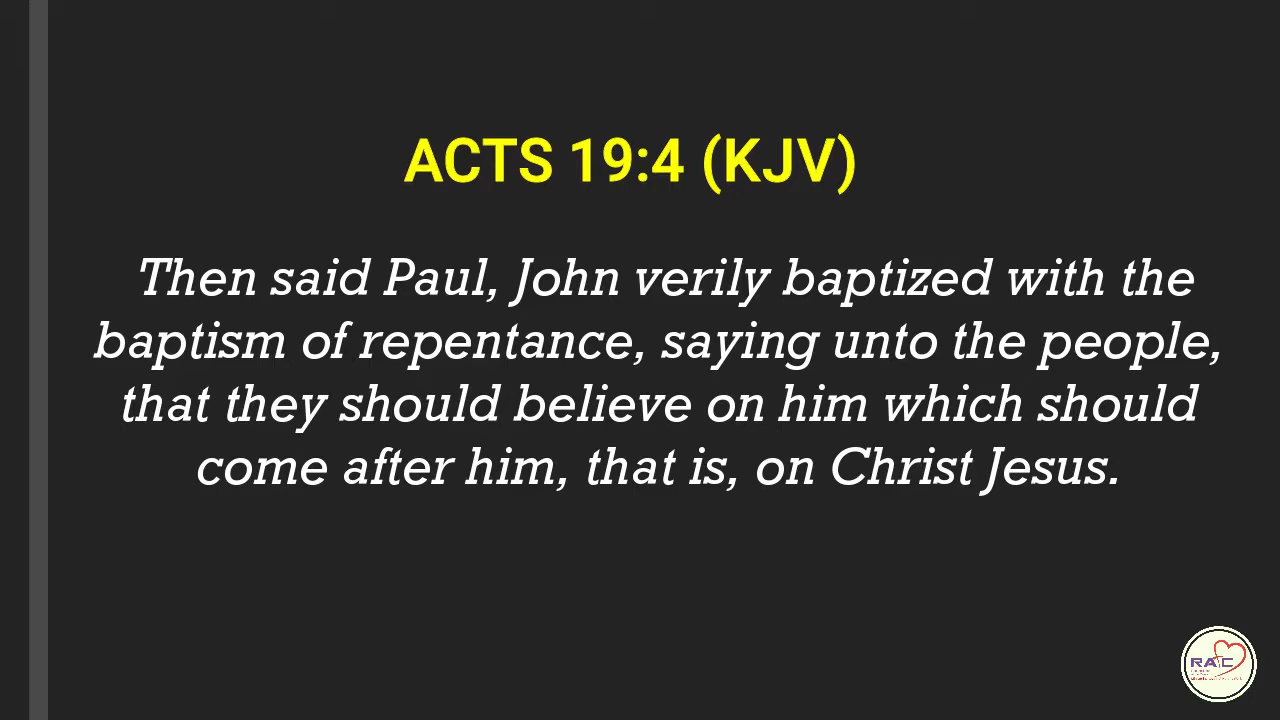 ACTS 19:4 (KJV)
Then said Paul, John verily baptized with the
baptism of repentance, saying unto the people,
that they should believe on him which should
come after him, that is, on Christ Jesus.
RAFC